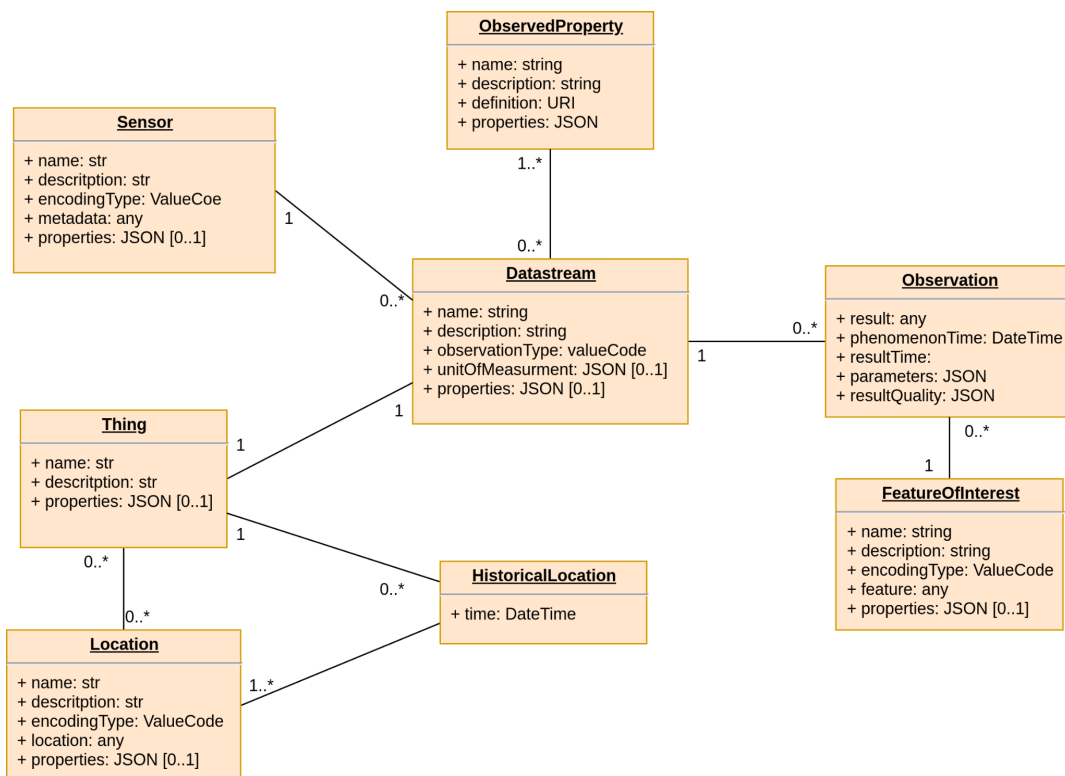 ObservedProperty
+ name: string
+ description: string
+ definition: URI
+ properties: JSON
1..*
0..*
Sensor
+ name: str
+ descritption: str
+ encodingType: ValueCoe
+ metadata: any
+ properties: JSON [0..1]
1
0..*
Datastream
+ name: string
+ description: string
+ observationType: valueCode
+ unitOfMeasurment: JSON [0..1]
+ properties: JSON [0..1]
1
0..*
Observation
+ result: any
+ phenomenonTime: DateTime
+ resultTime:
+ parameters: JSON
+ resultQuality: JSON
0..*
1
FeatureOfInterest
+ name: string
+ description: string
+ encodingType: ValueCode
+ feature: any
+ properties: JSON [0..1]
1
1
Thing
+ name: str
+ descritption: str
+ properties: JSON [0..1]
1
0..*
HistoricalLocation
+ time: DateTime
0..*
0..*
1..*
Location
+ name: str
+ descritption: str
+ encodingType: ValueCode
+ location: any
+ properties: JSON [0..1]